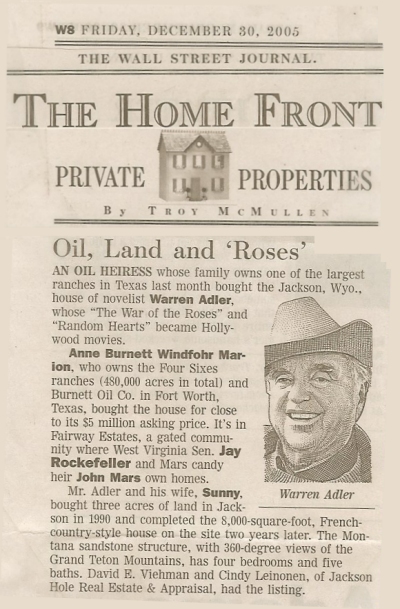 W8 FRIDAY, DECEMBER 30, 2005
THE WALL STREET JOURNAL.
THE HOME FRONT
PRIVATE PROPERTIES
By TROY MCMULLEN
Oil, Land and ‘Roses’
AN OIL HEIRESS whose family owns one of the largest
ranches in Texas last month bought the Jackson, Wyo.,
house of novelist Warren Adler,
whose “The War of the Roses” and
“Random Hearts” became Holly-
wood movies.
Anne Burnett Windfohr Mar-
ion, who owns the Four Sixes
ranches (480,000 acres in total) and
Burnett Oil Co. in Fort Worth,
Texas, bought the house for close
to its $5 million asking price. It’s in
Fairway Estates, a gated commu-
nity where West Virginia Sen. Jay
Rockefeller and Mars candy
heir John Mars own homes.
Mr. Adler and his wife, Sunny,
bought three acres of land in Jack-
son in 1990 and completed the 8,000-square-foot, French-
country-style house on the site two years later. The Mon-
tana sandstone structure, with 360-degree views of the
Grand Teton Mountains, has four bedrooms and five
baths. David E. Viehman and Cindy Leinonen, of Jackson
Hole Real Estate & Appraisal, had the listing.
Warren Adler